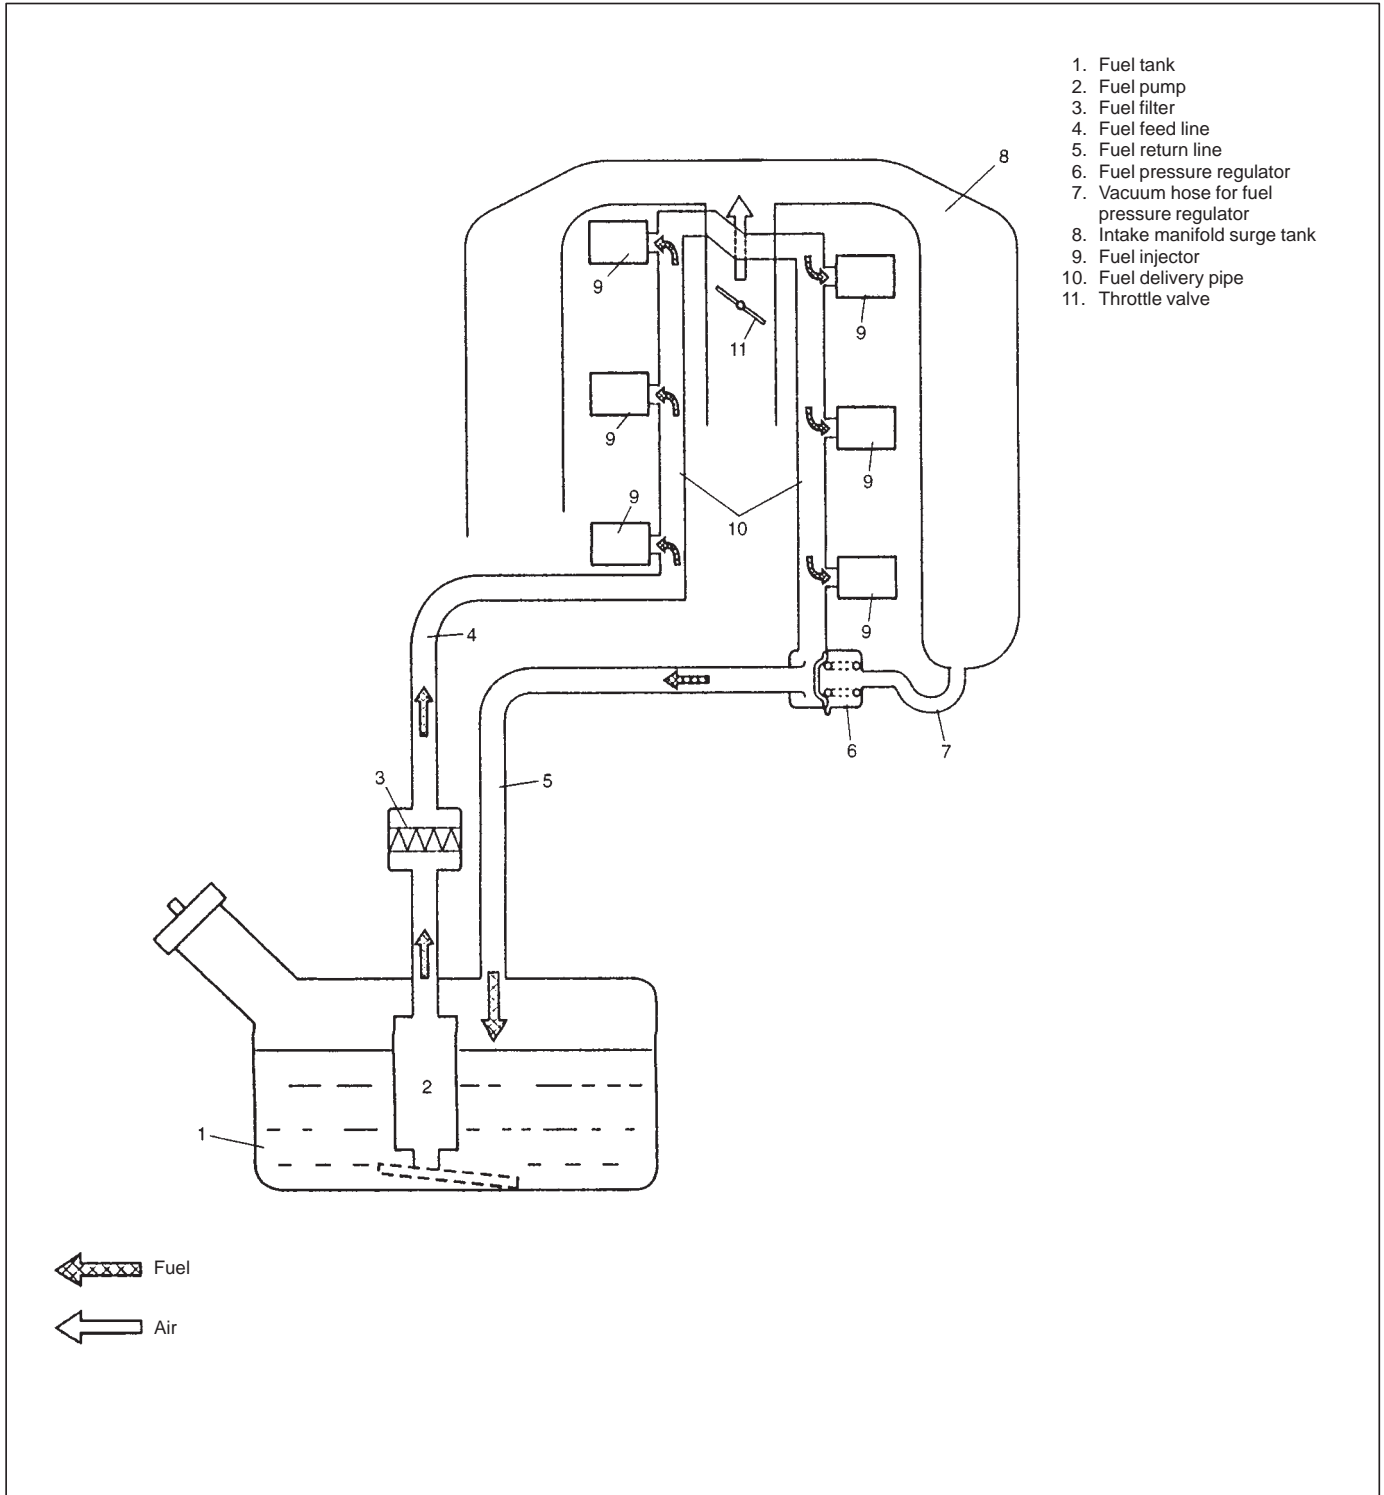 1. Fuel tank
2. Fuel pump
3. Fuel filter
4. Fuel feed line
5. Fuel return line
6. Fuel pressure regulator
7. Vacuum hose for fuel
pressure regulator
8. Intake manifold surge tank
9. Fuel injector
10. Fuel delivery pipe
11. Throttle valve
8
9
9
11
9
9
9
10
9
4
6
7
3
5
2
1
Fuel
Air